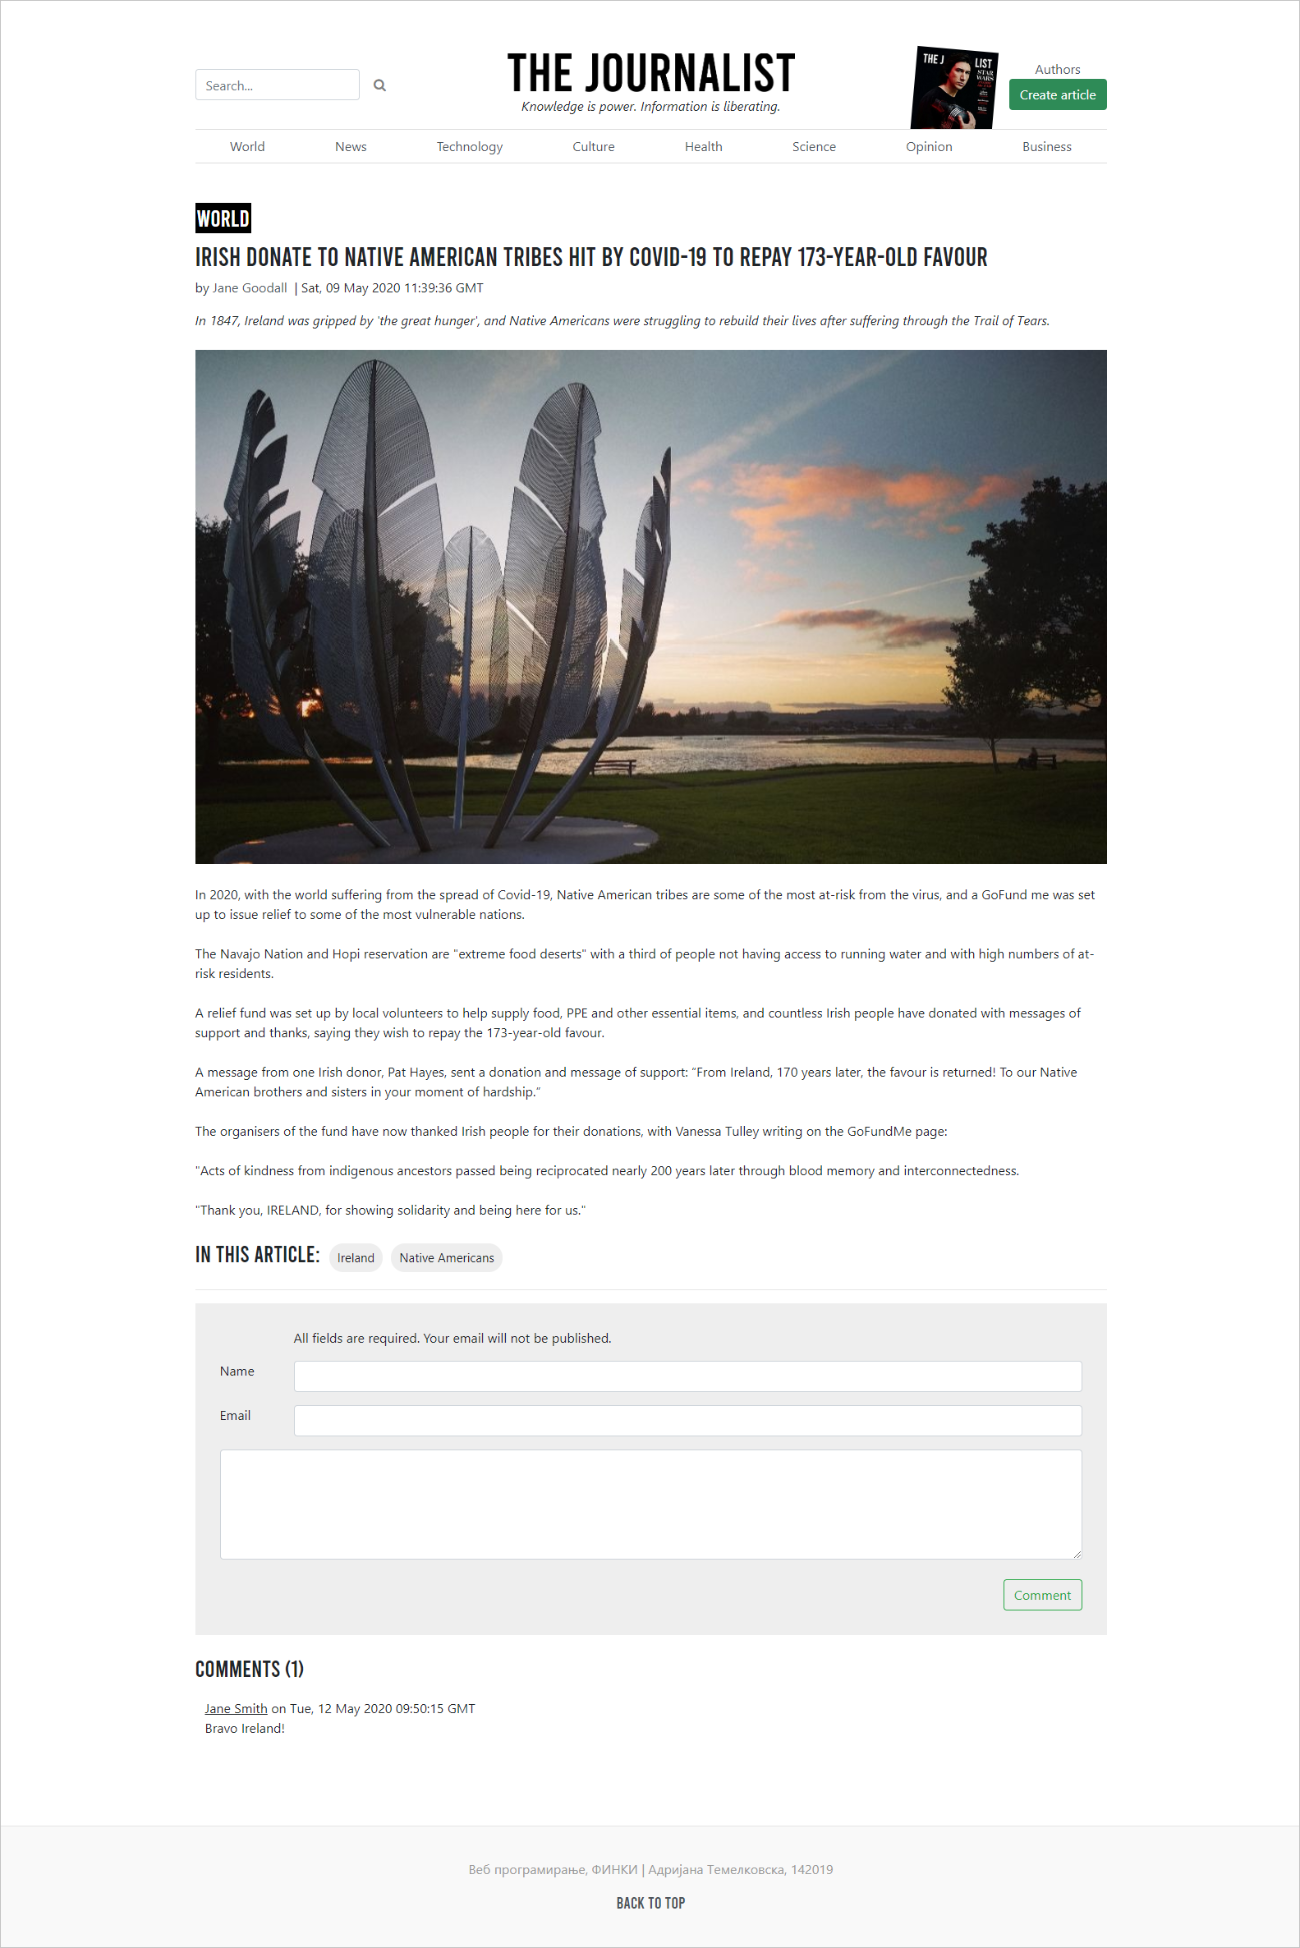 Search...
THE JOURNALIST
Knowledge is power. Information is liberating.
THE J LIST
STAR
WARS
Authors
Create article
World News Technology Culture Health Science Opinion Business
WORLD
IRISH DONATE TO NATIVE AMERICAN TRIBES HIT BY COVID-19 TO REPAY 173-YEAR-OLD FAVOUR
by Jane Goodall | Sat, 09 May 2020 11:39:36 GMT
In 1847, Ireland was gripped by 'the great hunger', and Native Americans were struggling to rebuild their lives after suffering through the Trail of Tears.
In 2020, with the world suffering from the spread of Covid-19, Native American tribes are some of the most at-risk from the virus, and a GoFund me was set
up to issue relief to some of the most vulnerable nations.
The Navajo Nation and Hopi reservation are "extreme food deserts" with a third of people not having access to running water and with high numbers of at-
risk residents.
A relief fund was set up by local volunteers to help supply food, PPE and other essential items, and countless Irish people have donated with messages of
support and thanks, saying they wish to repay the 173-year-old favour.
A message from one Irish donor, Pat Hayes, sent a donation and message of support: “From Ireland, 170 years later, the favour is returned! To our Native
American brothers and sisters in your moment of hardship.”
The organisers of the fund have now thanked Irish people for their donations, with Vanessa Tulley writing on the GoFundMe page:
"Acts of kindness from indigenous ancestors passed being reciprocated nearly 200 years later through blood memory and interconnectedness.
"Thank you, IRELAND, for showing solidarity and being here for us."
IN THIS ARTICLE: Ireland Native Americans
All fields are required. Your email will not be published.
Name
Email
Comment
COMMENTS (1)
Jane Smith on Tue, 12 May 2020 09:50:15 GMT
Bravo Ireland!
Веб програмирање, ФИНКИ | Адријана Темелковска, 142019
BACK TO TOP